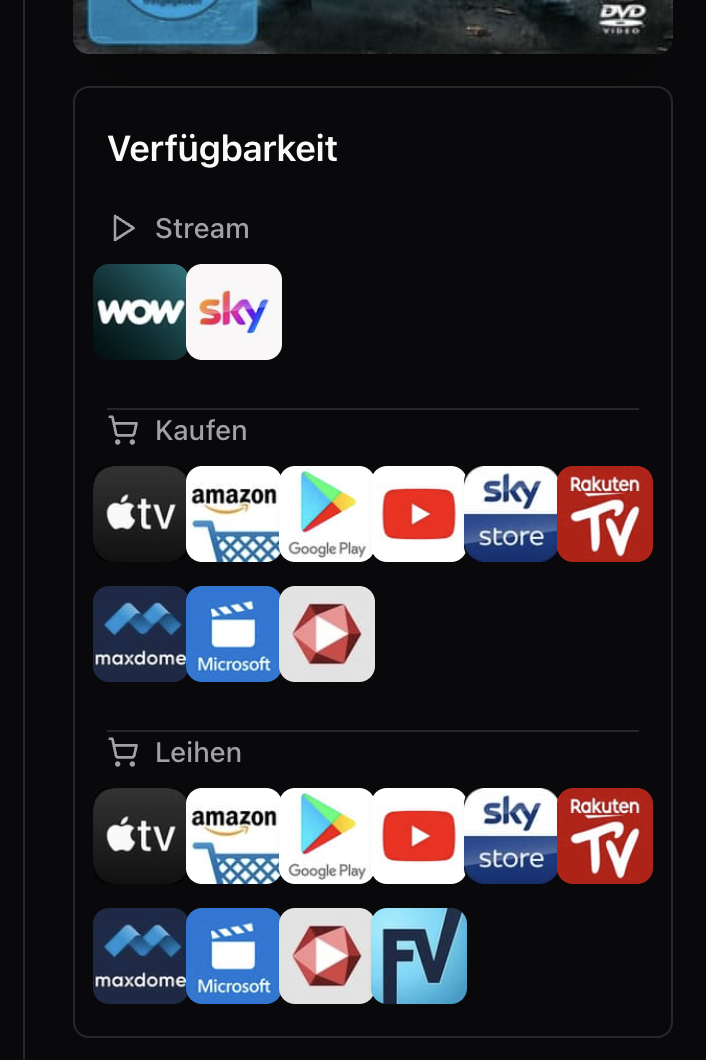 DVD
VIDEO
Verfügbarkeit
Stream
wow
sky
Kaufen
tv
amazon
Google Play
sky
store
Rakuten
TV
maxdome
Microsoft
Leihen
tv
amazon
Google Play
sky
store
Rakuten
TV
maxdome
Microsoft
FV